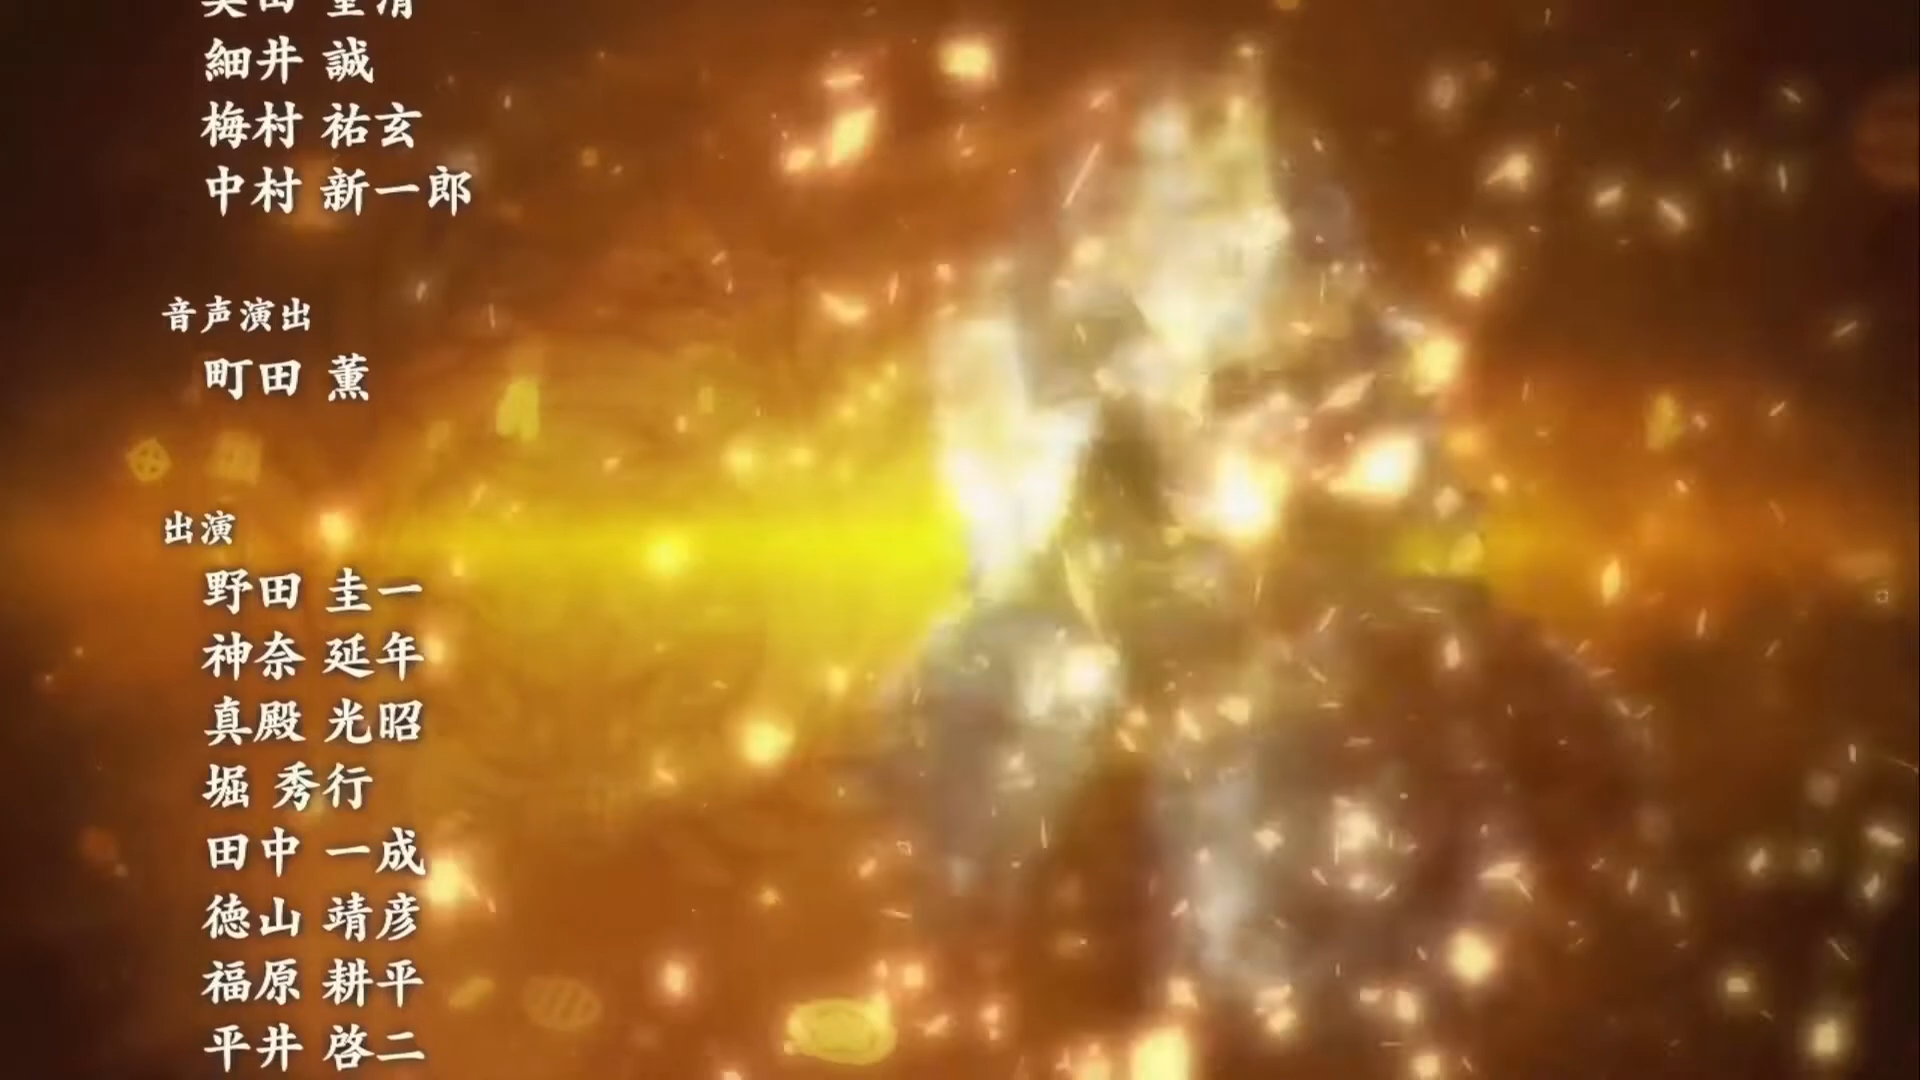 細井 誠
梅村 祐玄
中村 新一郎
音声演出
町田 薫
出演
野田 圭一
神奈 延年
真殿 光昭
堀 秀行
田中 一成
徳山 靖彦
福原 耕平
平井 啓二